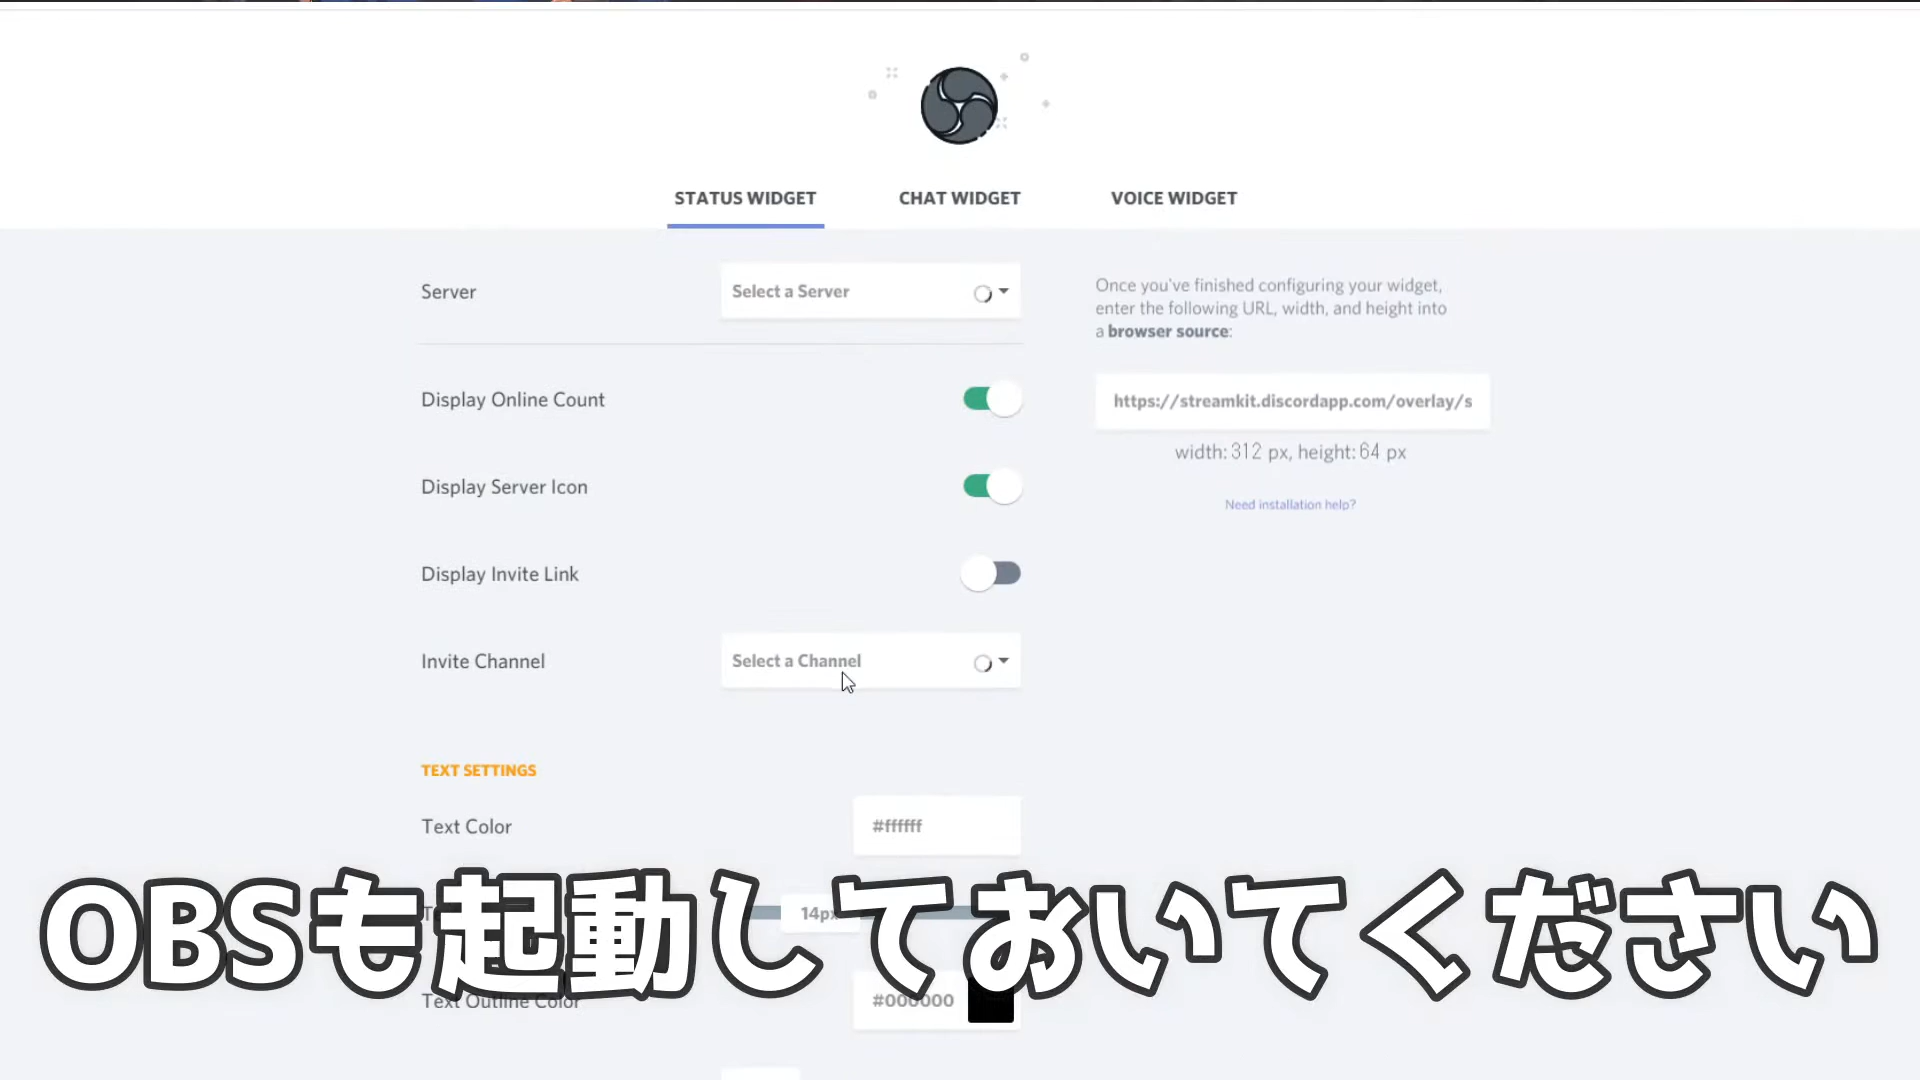 STATUS WIDGET
CHAT WIDGET
VOICE WIDGET
Server
Select a Server
Once you've finished configuring your widget,
enter the following URL, width, and height into
a browser source:
Display Online Count
https://streamkit.discordapp.com/overlay/s
width: 312 px, height: 64 px
Display Server Icon
Need installation help?
Display Invite Link
Invite Channel
Select a Channel
TEXT SETTINGS
Text Color
#ffffff
14px
OBSも起動しておいてください
Text Outline Color
#000000